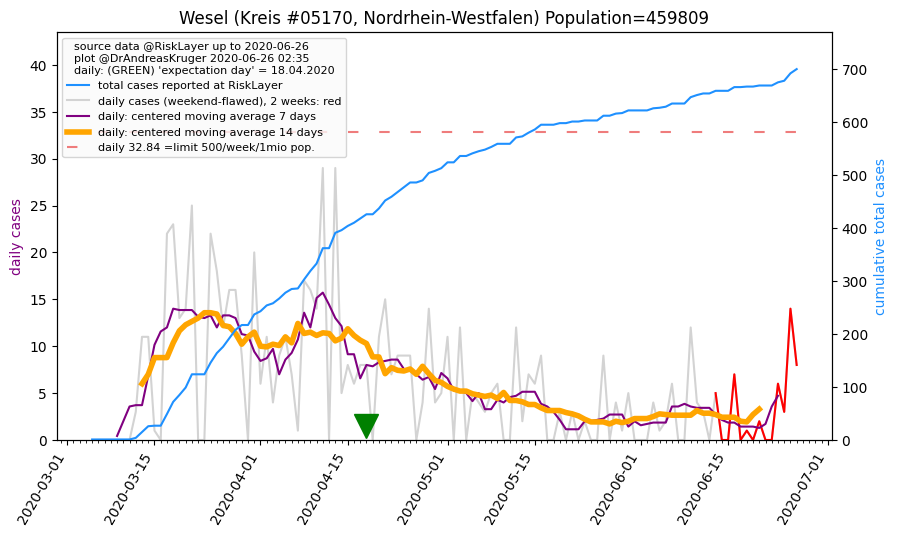 Wesel (Kreis #05170, Nordrhein-Westfalen) Population=459809
source data @RiskLayer up to 2020-06-26
plot @DrAndreasKruger 2020-06-26 02:35
daily: (GREEN) 'expectation day' = 18.04.2020
total cases reported at RiskLayer
daily cases (weekend-flawed), 2 weeks: red
daily: centered moving average 7 days
daily: centered moving average 14 days
daily 32.84 =limit 500/week/1mio pop.
daily cases
40
35
30
25
20
15
10
5
0
cumulative total cases
700
600
500
400
300
200
100
0
2020-03-01
2020-03-15
2020-04-01
2020-04-15
2020-05-01
2020-05-15
2020-06-01
2020-06-15
2020-07-01